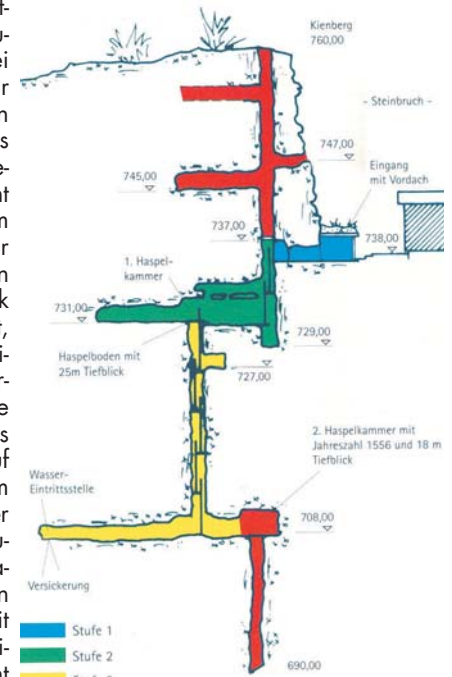 Kienberg
760,00
- Steinbruch -
747,00
745,00
Eingang
mit Vordach
737,00
738,00
1. Haspel-
kammer
731,00
729,00
Haspelboden mit
25m Tiefblick
727,00
2. Haspelkammer mit
Jahreszahl 1556 und 18 m
Tiefblick
Wasser-
Eintrittsstelle
708,00
Versickerung
Stufe 1
Stufe 2
690,00